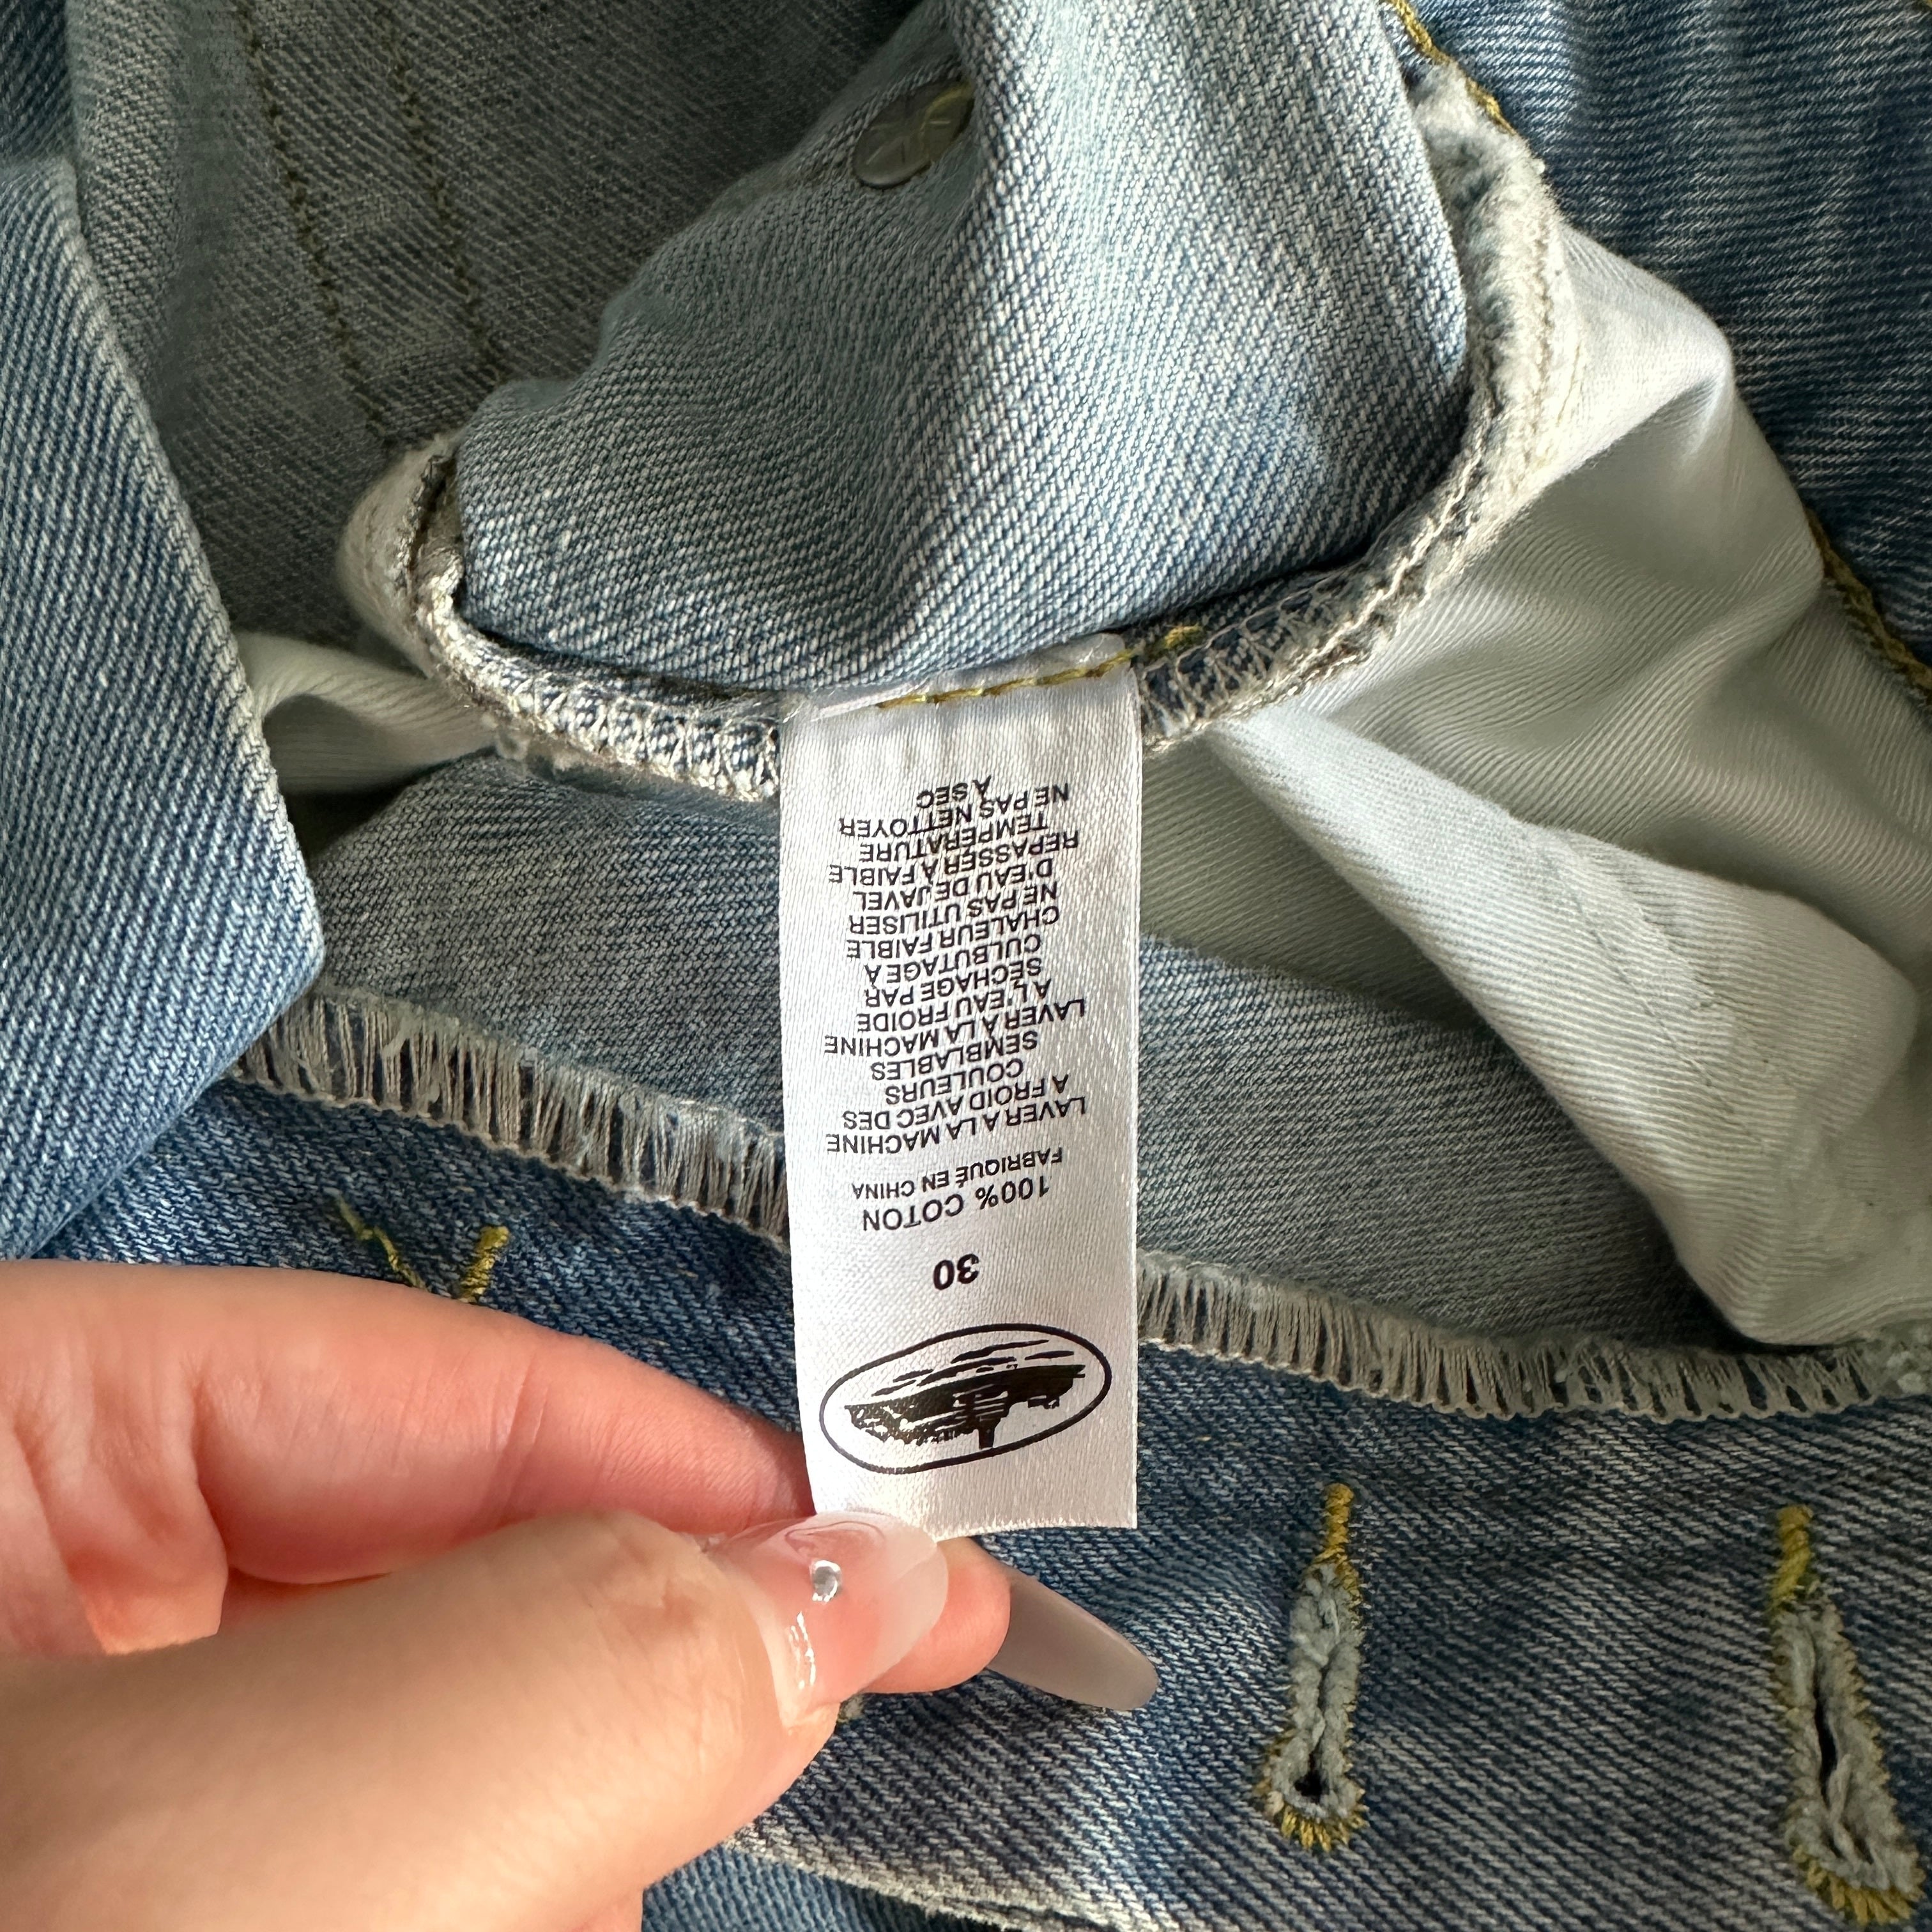 30
100% COTON
FABRIQUÉ EN CHINA
LAVER A LA MACHINE
A FROID AVEC DES
COULEURS
SEMBLABLES
LAVER A LA MACHINE
A L'EAU FROIDE
SÉCHAGE PAR
CULBUTAGE À
CHALEUR FAIBLE
NE PAS UTILISER
D'EAU DE JAVEL
REPASSER A FAIBLE
TEMPÉRATURE
NE PAS NETTOYER
À SEC